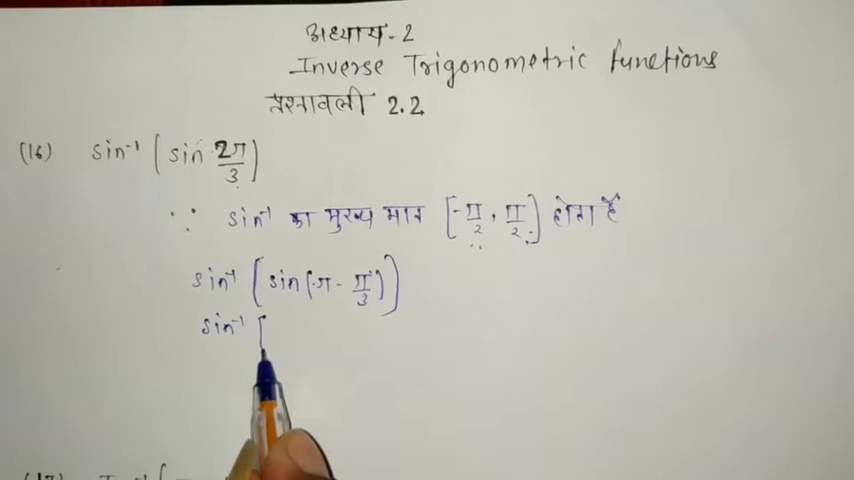 अध्याय-2
Inverse Trigonometric functions
प्रश्नावली 2.2
(16) sin⁻¹ (sin 2π/3)
∵ sin⁻¹ का मुख्य मान [-π/2, π/2] होता है
sin⁻¹ (sin(π - π/3))
sin⁻¹ [
(17)